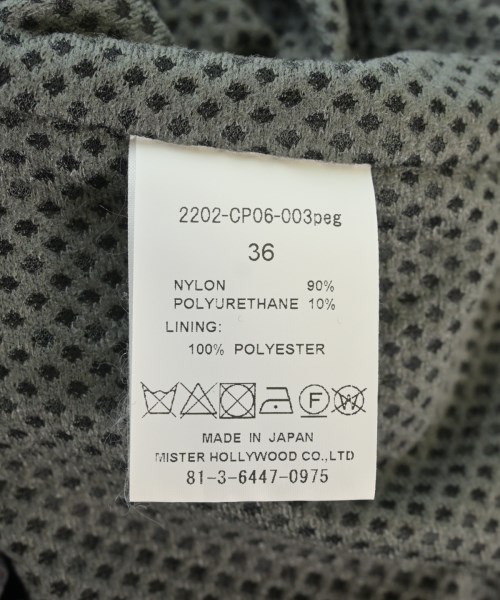 2202-CP06-003peg
36
NYLON 90%
POLYURETHANE 10%
LINING:
100% POLYESTER
F W
MADE IN JAPAN
MISTER HOLLYWOOD CO.,LTD
81-3-6447-0975